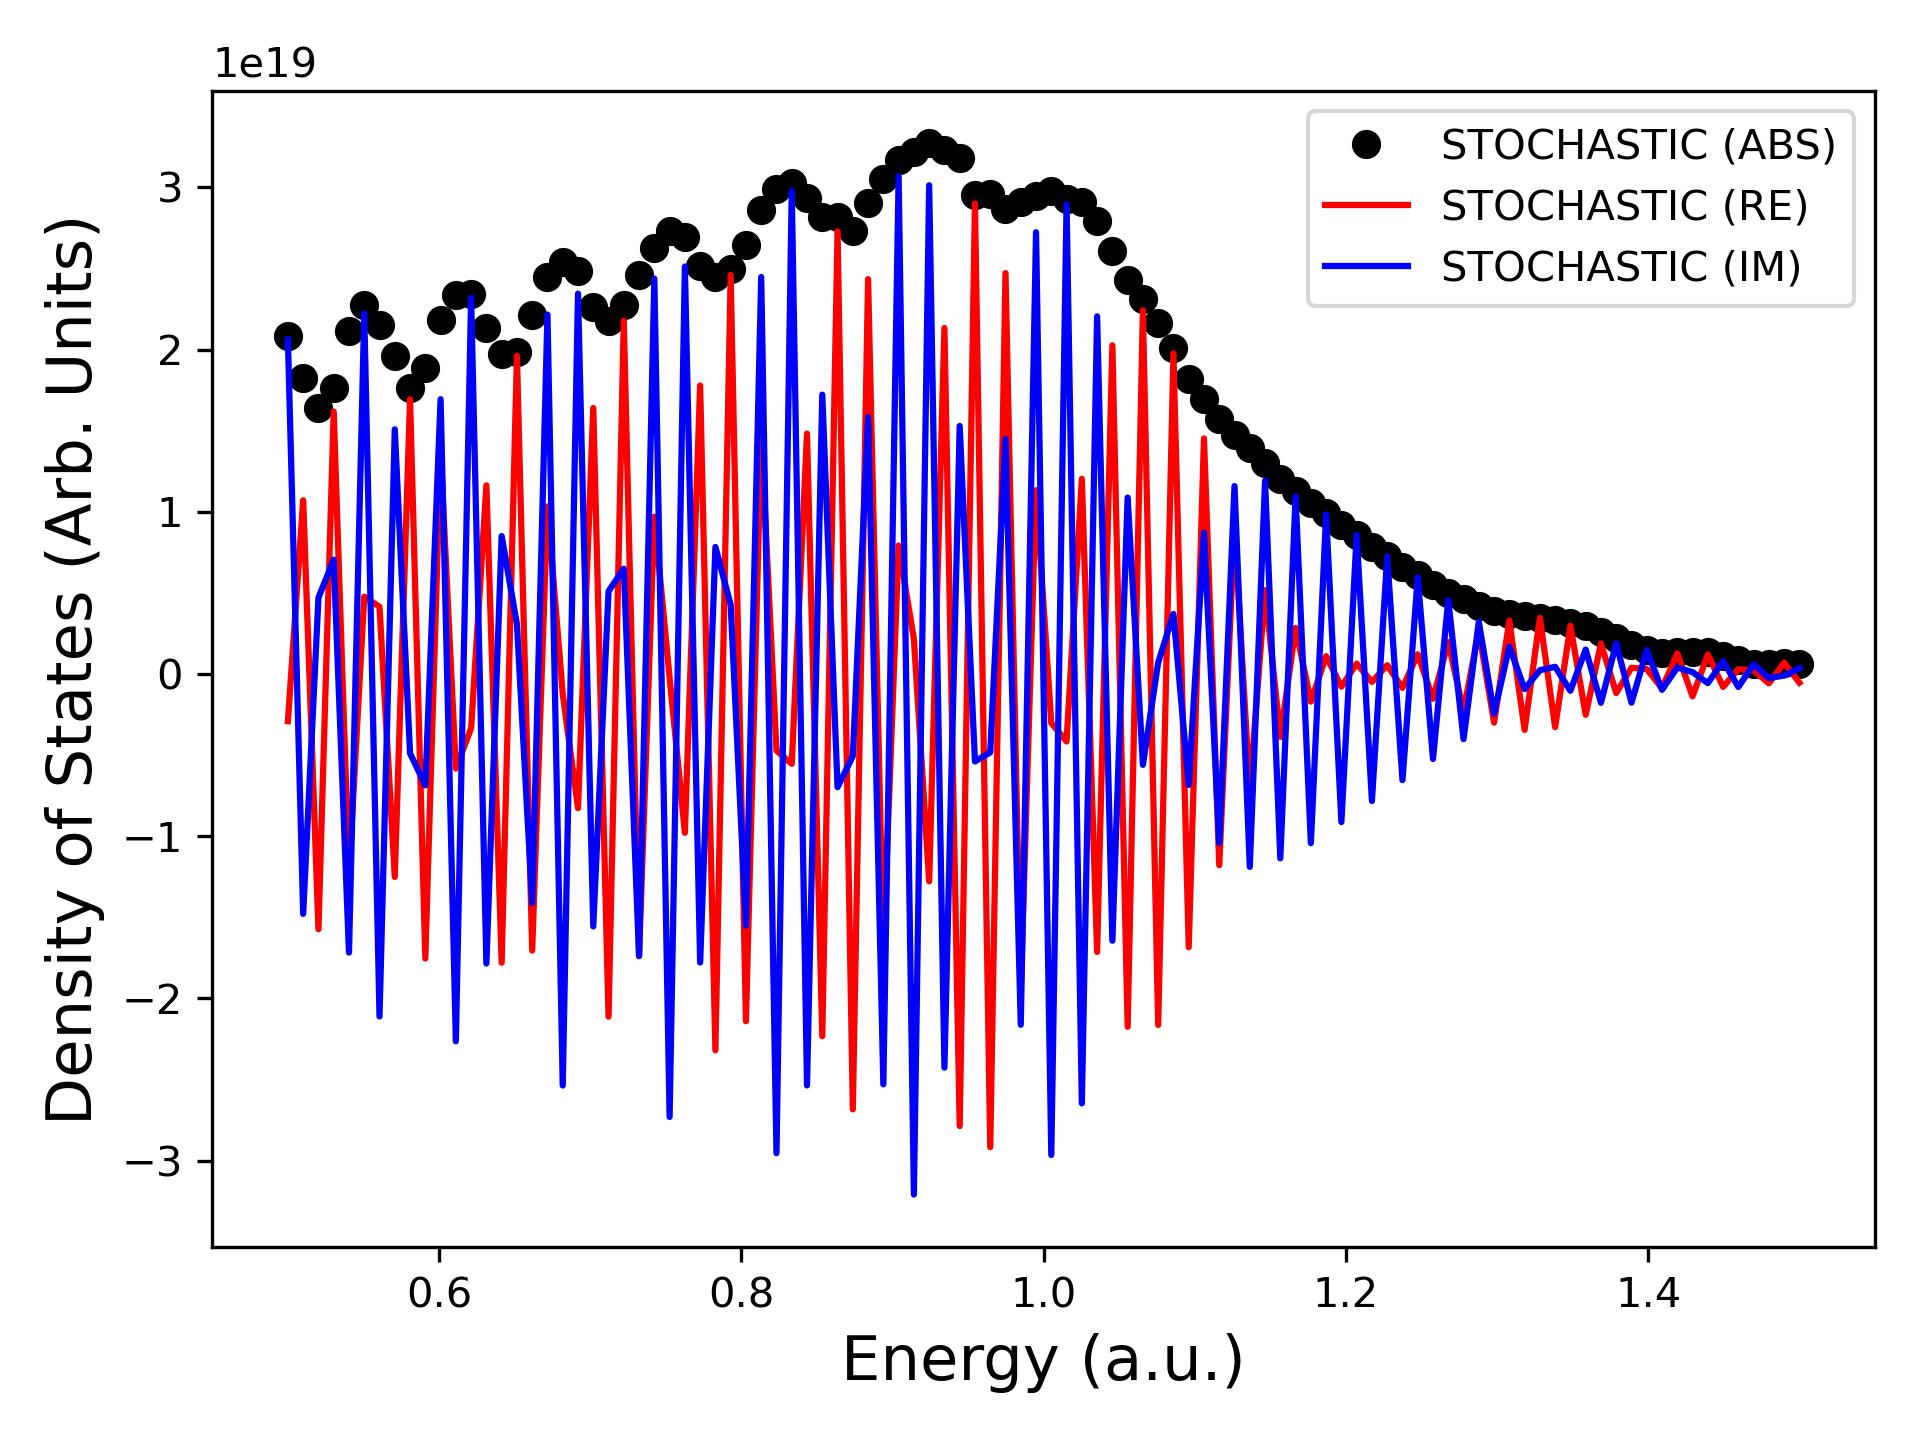 1e19
3
2
1
0
−1
−2
−3
Density of States (Arb. Units)
STOCHASTIC (ABS)
STOCHASTIC (RE)
STOCHASTIC (IM)
0.6 0.8 1.0 1.2 1.4
Energy (a.u.)